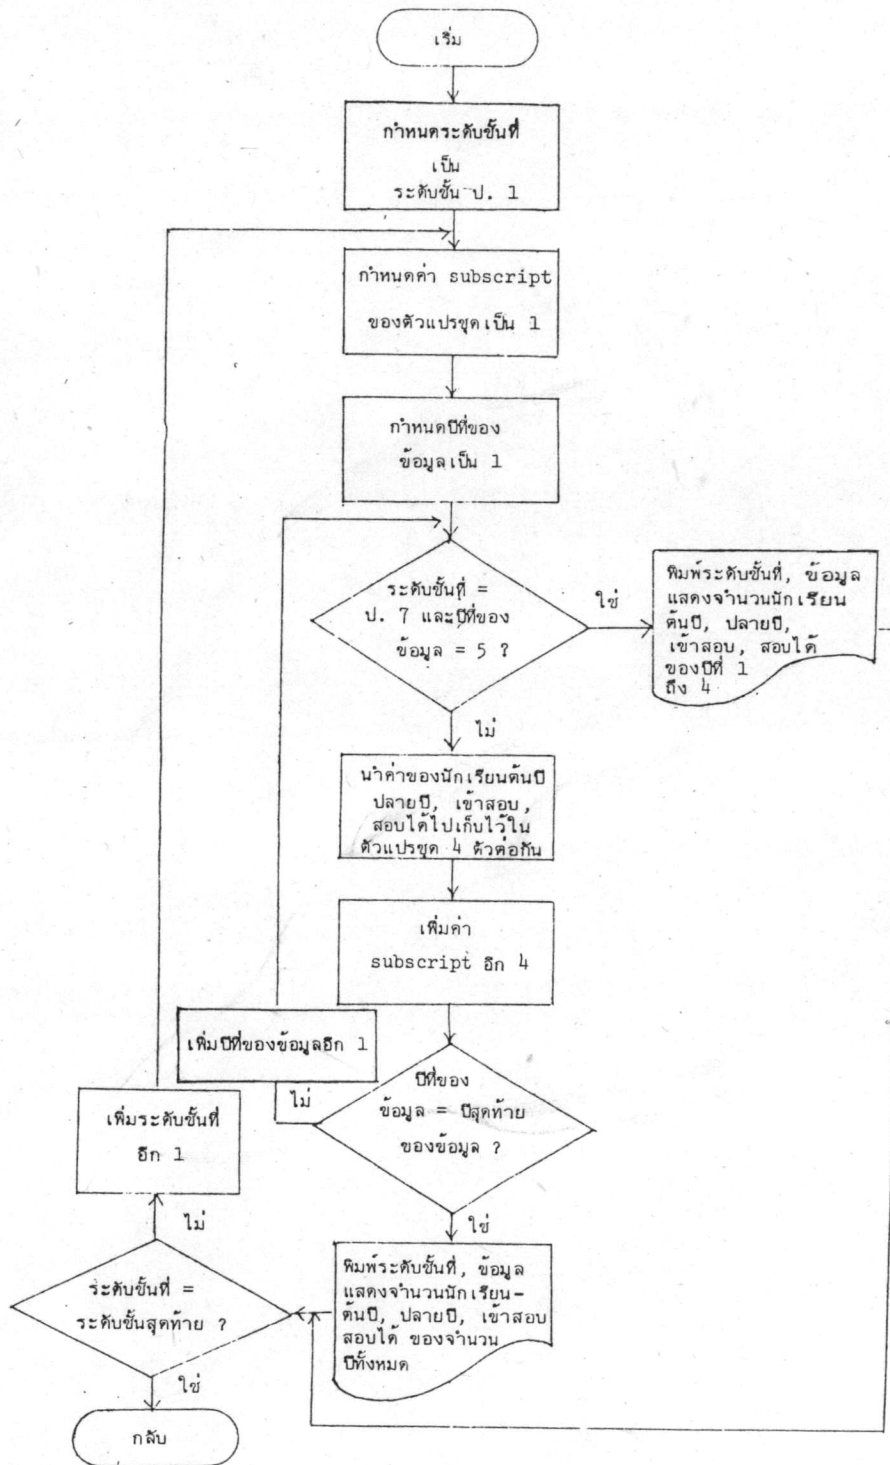 เริ่ม
กำหนดระดับชั้นที่
เป็น
ระดับชั้น ป. 1
กำหนดค่า subscript
ของตัวแปรชุดเป็น 1
กำหนดปีที่ของ
ข้อมูลเป็น 1
ระดับชั้นที่ =
ป. 7 และปีที่ของ
ข้อมูล = 5 ?
ใช่
พิมพ์ระดับชั้นที่, ข้อมูล
แสดงจำนวนนักเรียน
ต้นปี, ปลายปี,
เข้าสอบ, สอบได้
ของปีที่ 1
ถึง 4
ไม่
นำค่าของนักเรียนต้นปี
ปลายปี, เข้าสอบ,
สอบได้ไปเก็บไว้ใน
ตัวแปรชุด 4 ตัวต่อกัน
เพิ่มค่า
subscript อีก 4
เพิ่มปีที่ของข้อมูลอีก 1
ไม่
ปีที่ของ
ข้อมูล = ปีสุดท้าย
ของข้อมูล ?
เพิ่มระดับชั้นที่
อีก 1
ไม่
ใช่
พิมพ์ระดับชั้นที่, ข้อมูล
แสดงจำนวนนักเรียน-
ต้นปี, ปลายปี, เข้าสอบ
สอบได้ ของจำนวน
ปีทั้งหมด
ระดับชั้นที่ =
ระดับชั้นสุดท้าย ?
ใช่
กลับ